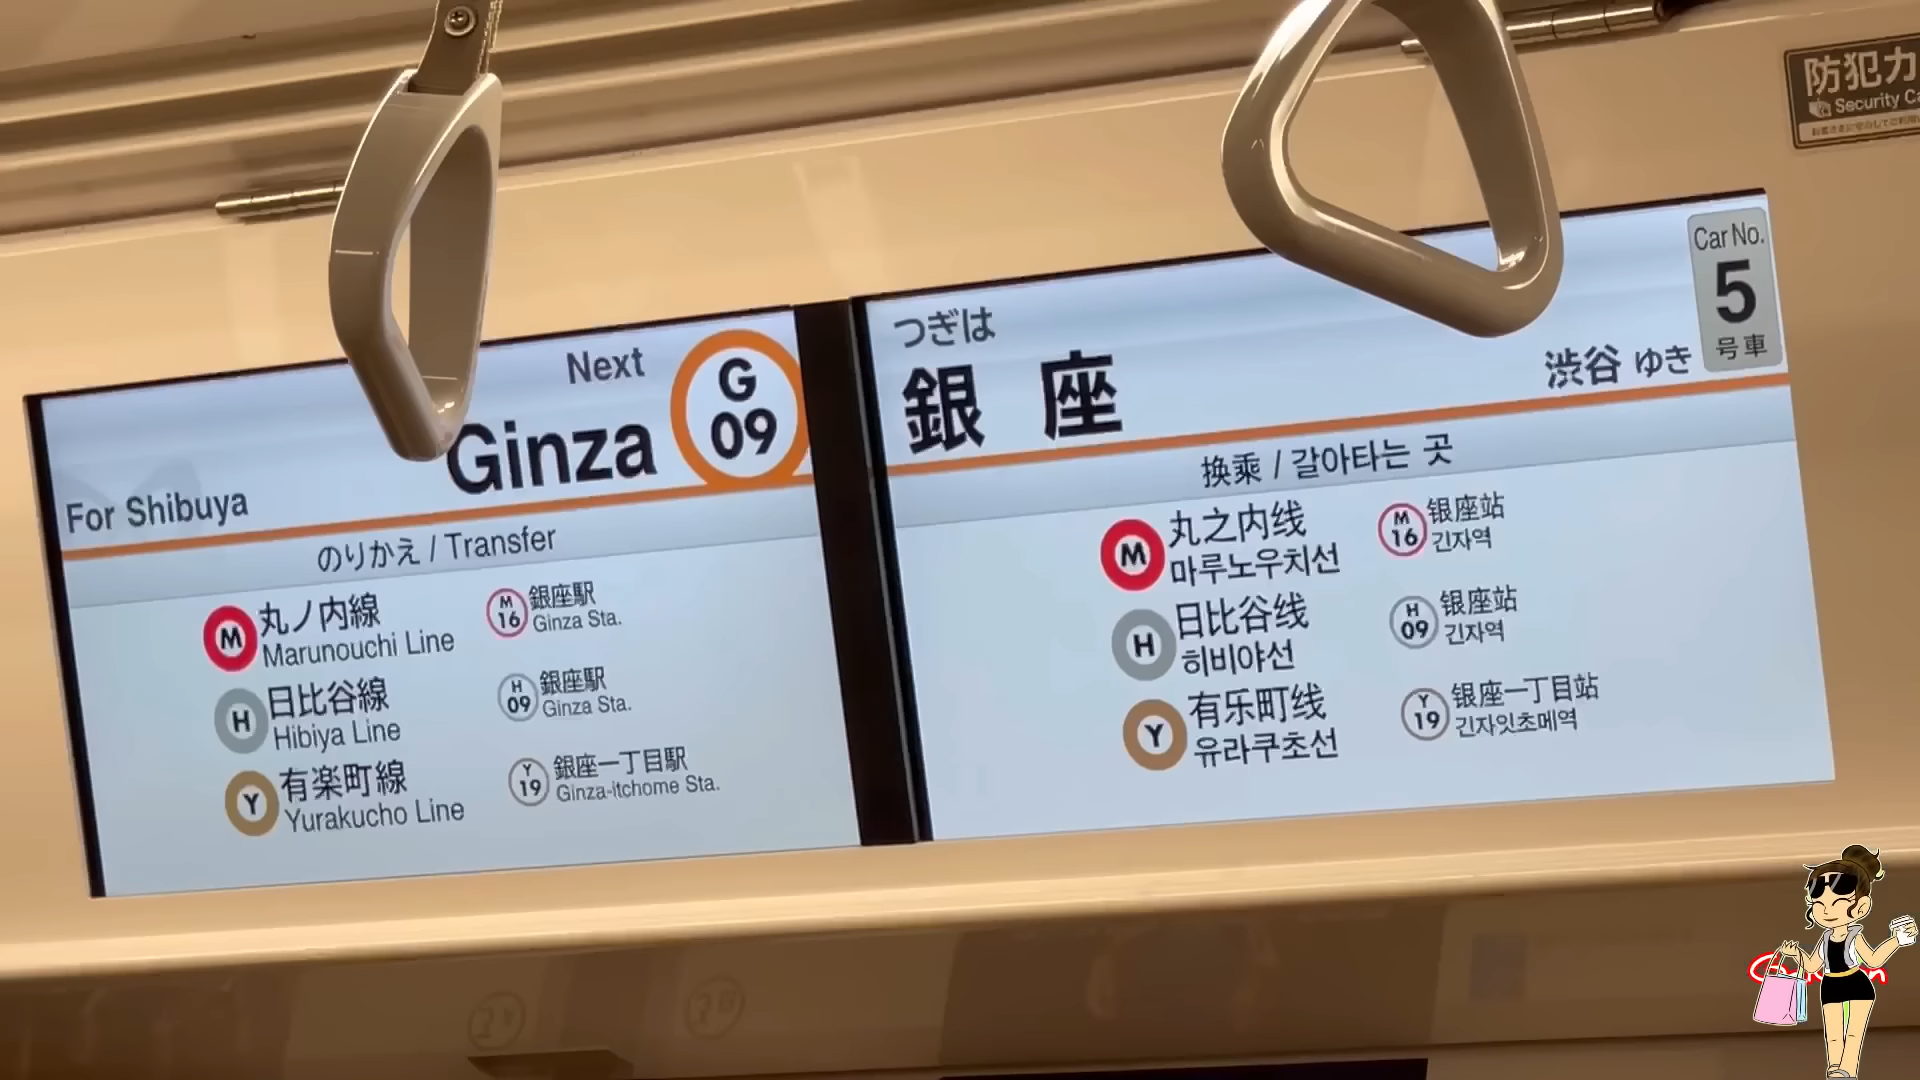 防犯力
Security Ca
Next
Ginza
G
09
For Shibuya
のりかえ / Transfer
M
丸ノ内線
Marunouchi Line
M
16
銀座駅
Ginza Sta.
H
日比谷線
Hibiya Line
H
09
銀座駅
Ginza Sta.
Y
有楽町線
Yurakucho Line
Y
19
銀座一丁目駅
Ginza-itchome Sta.
つぎは
銀座
渋谷 ゆき
Car No.
5
号車
换乘 / 갈아타는 곳
M
丸之内线
마루노우치선
M
16
银座站
긴자역
H
日比谷线
히비야선
H
09
银座站
긴자역
Y
有乐町线
유라쿠초선
Y
19
银座一丁目站
긴자잇초메역